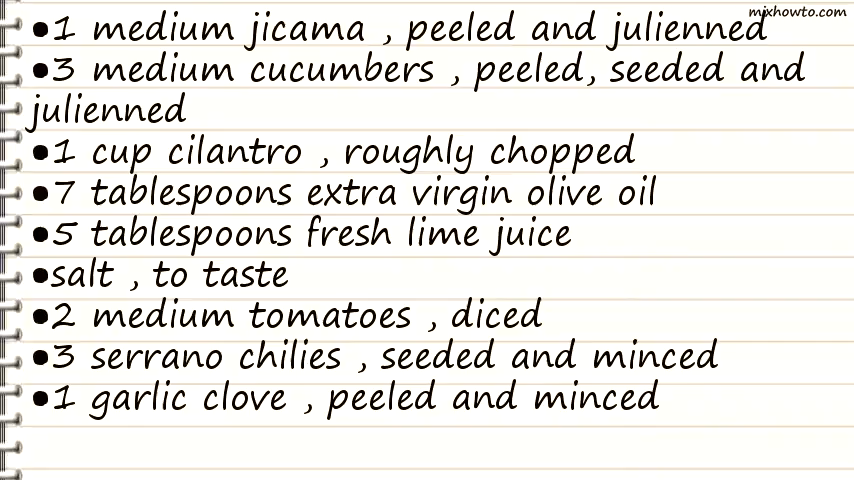 mixhowto.com
•1 medium jicama , peeled and julienned
•3 medium cucumbers , peeled, seeded and
julienned
•1 cup cilantro , roughly chopped
•7 tablespoons extra virgin olive oil
•5 tablespoons fresh lime juice
•salt , to taste
•2 medium tomatoes , diced
•3 serrano chilies , seeded and minced
•1 garlic clove , peeled and minced